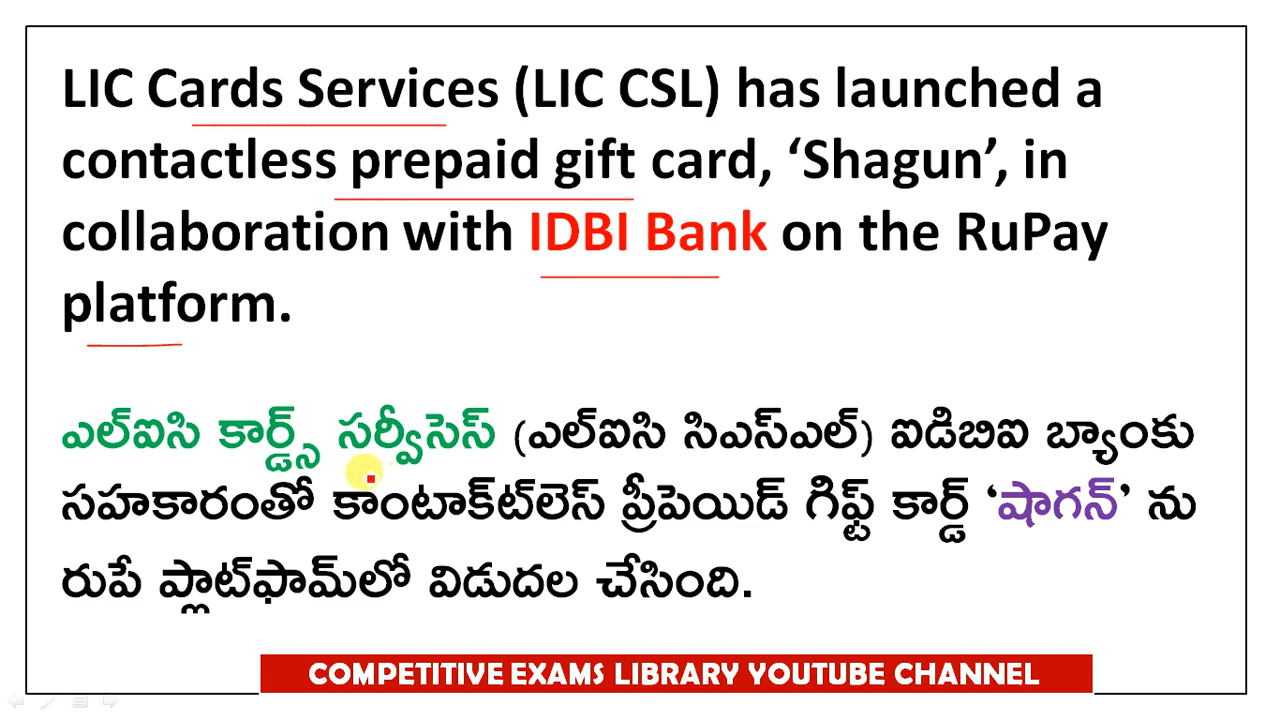 LIC Cards Services (LIC CSL) has launched a
contactless prepaid gift card, ‘Shagun’, in
collaboration with IDBI Bank on the RuPay
platform.
ఎల్ఐసి కార్డ్స్ సర్వీసెస్ (ఎల్ఐసి సిఎస్ఎల్) ఐడిబిఐ బ్యాంకు
సహకారంతో కాంటాక్ట్‌లెస్ ప్రీపెయిడ్ గిఫ్ట్ కార్డ్ ‘షాగన్’ ను
రుపే ప్లాట్‌ఫామ్‌లో విడుదల చేసింది.
COMPETITIVE EXAMS LIBRARY YOUTUBE CHANNEL